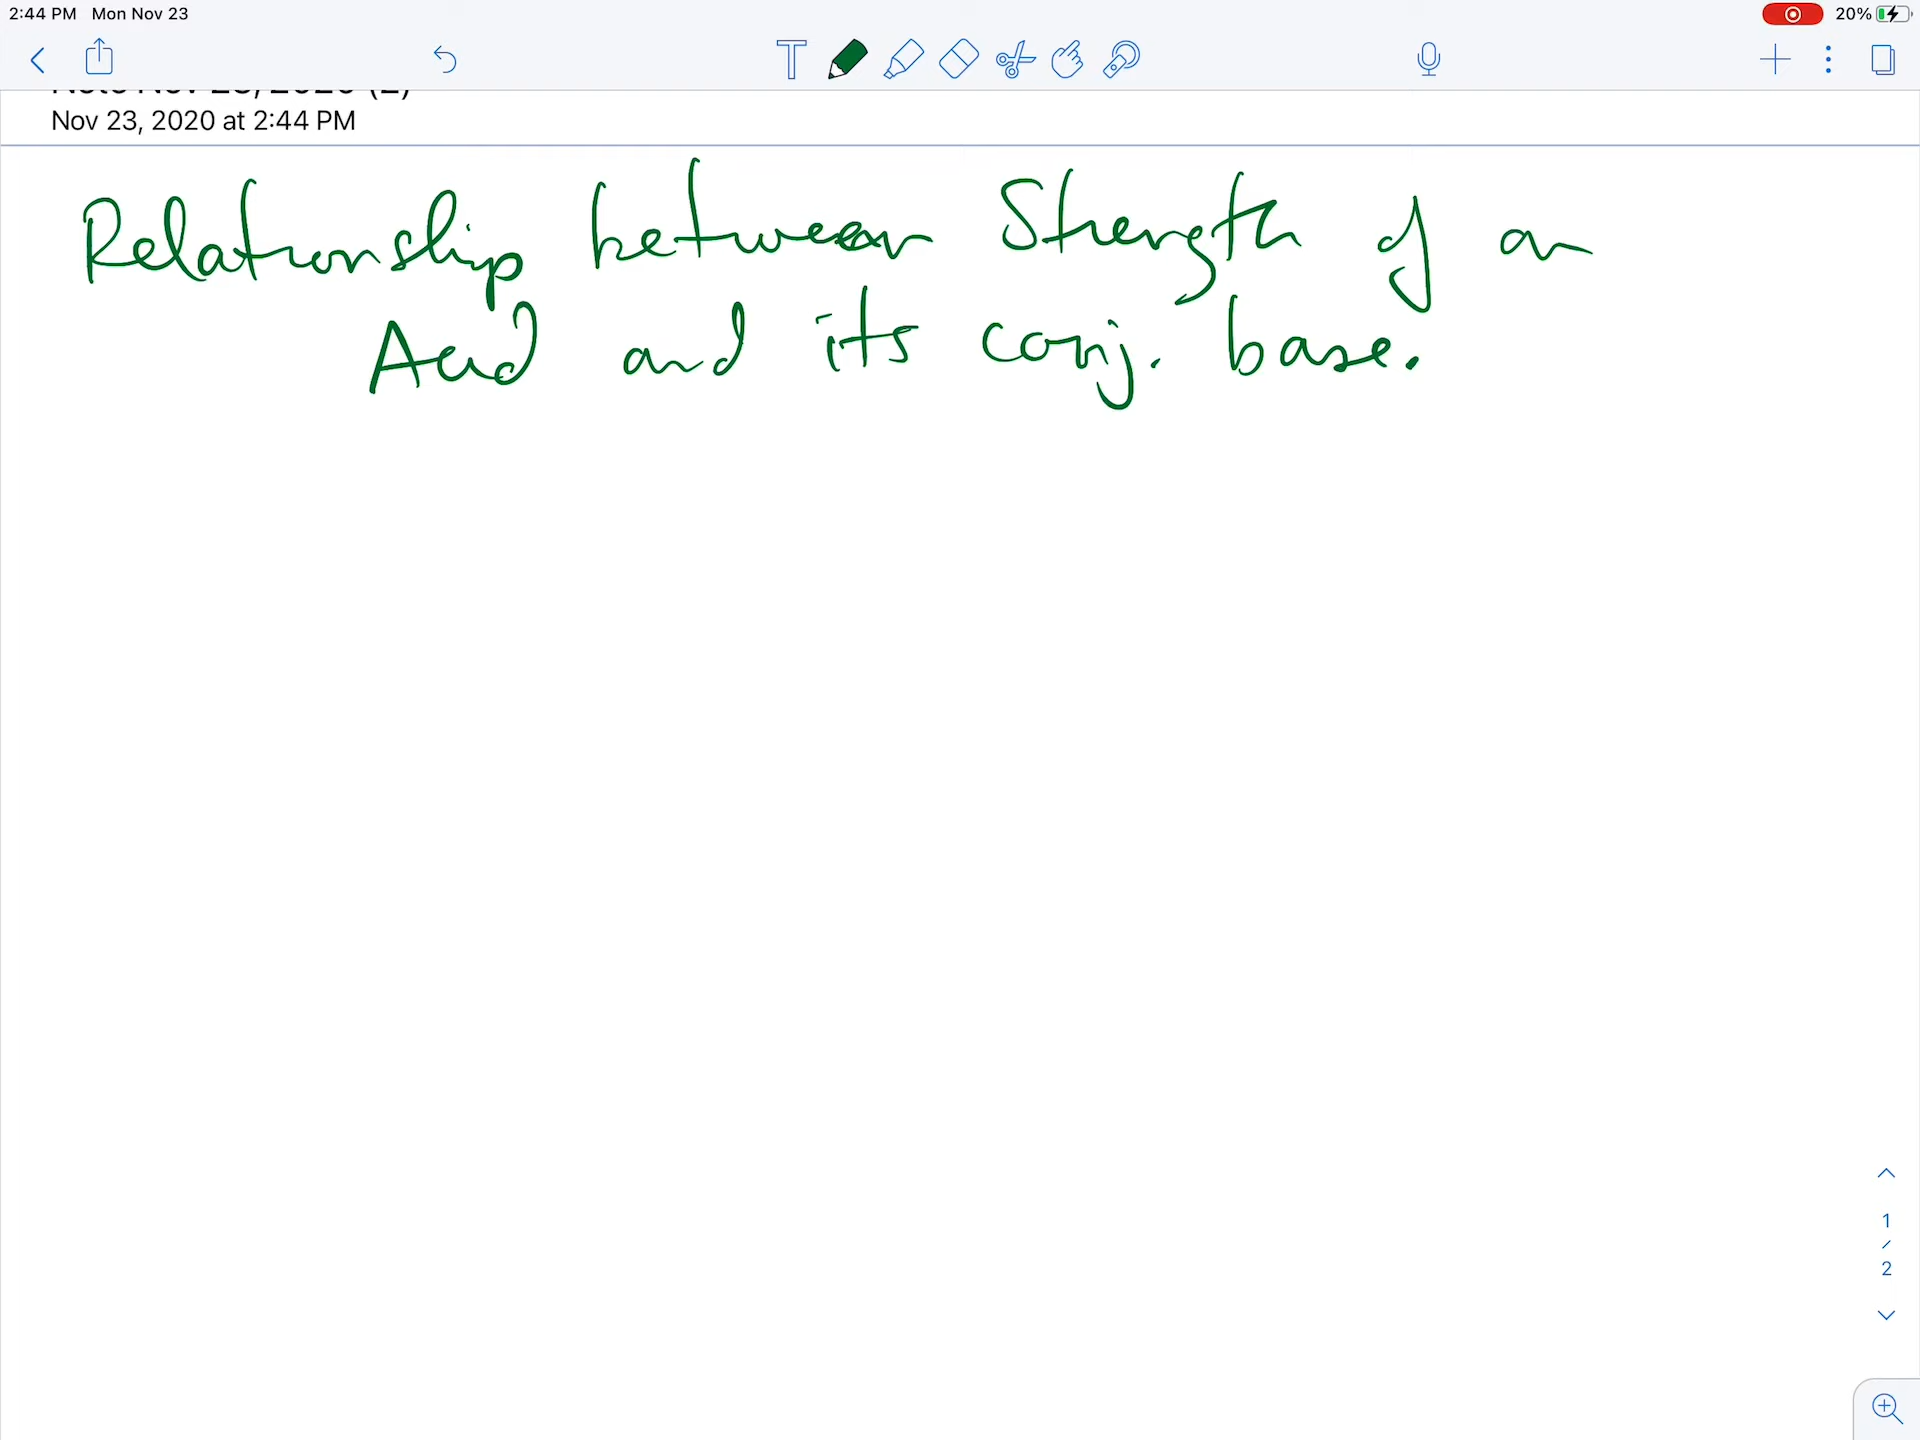 2:44 PM Mon Nov 23
20%
T
Nov 23, 2020 at 2:44 PM
Relationship between Strength of an
Acid and its conj. base.
1
/
2